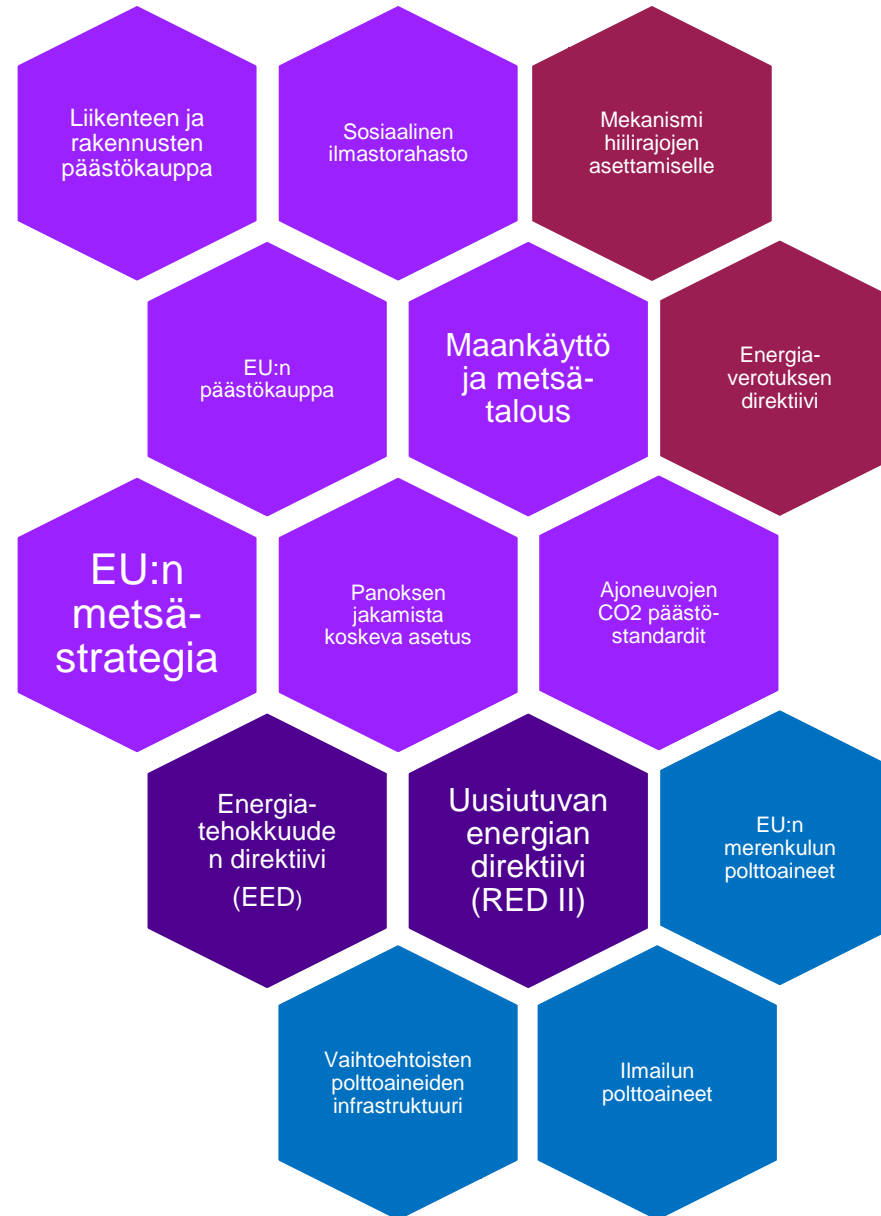 Liikenteen ja
rakennusten
päästökauppa
Sosiaalinen
ilmastorahasto
Mekanismi
hiilirajojen
asettamiselle
EU:n
päästökauppa
Maankäyttö
ja metsä-
talous
Energia-
verotuksen
direktiivi
EU:n
metsä-
strategia
Panoksen
jakamista
koskeva asetus
Ajoneuvojen
CO2 päästö-
standardit
Energia-
tehokkuude
n direktiivi
(EED)
Uusiutuvan
energian
direktiivi
(RED II)
EU:n
merenkulun
polttoaineet
Vaihtoehtoisten
polttoaineiden
infrastruktuuri
Ilmailun
polttoaineet